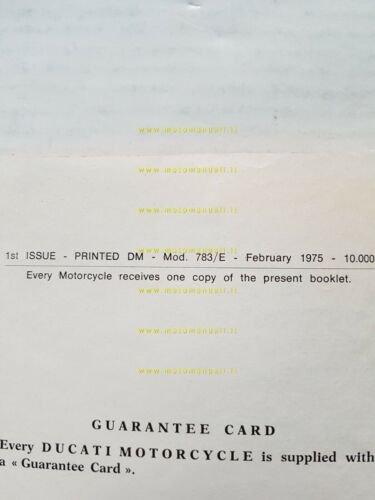 www.motomanuali.it
www.motomanuali.it
www.motomanuali.it
1st ISSUE - PRINTED DM - Mod. 783/E - February 1975 - 10.000
www.motomanuali.it
Every Motorcycle receives one copy of the present booklet.
www.motomanuali.it
www.motomanuali.it
www.motomanuali.it
GUARANTEE CARD
Every DUCATI MOTORCYCLE is supplied with
a « Guarantee Card ».